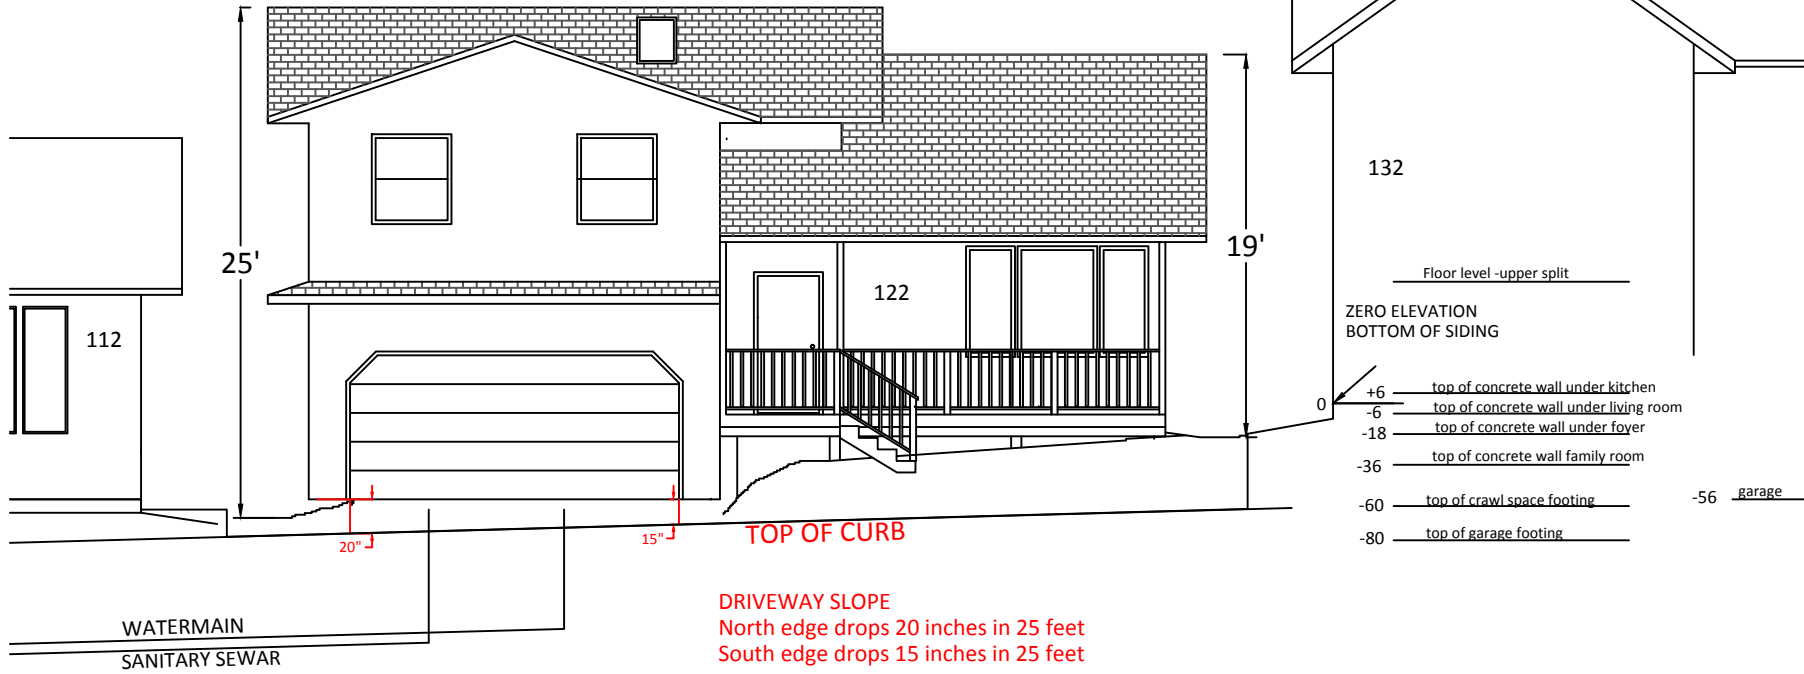 25'
19'
132
122
112
Floor level -upper split
ZERO ELEVATION
BOTTOM OF SIDING
0
+6 top of concrete wall under kitchen
-6 top of concrete wall under living room
-18 top of concrete wall under foyer
-36 top of concrete wall family room
-60 top of crawl space footing
-56 garage
-80 top of garage footing
20"
15"
TOP OF CURB
DRIVEWAY SLOPE
North edge drops 20 inches in 25 feet
South edge drops 15 inches in 25 feet
WATERMAIN
SANITARY SEWAR